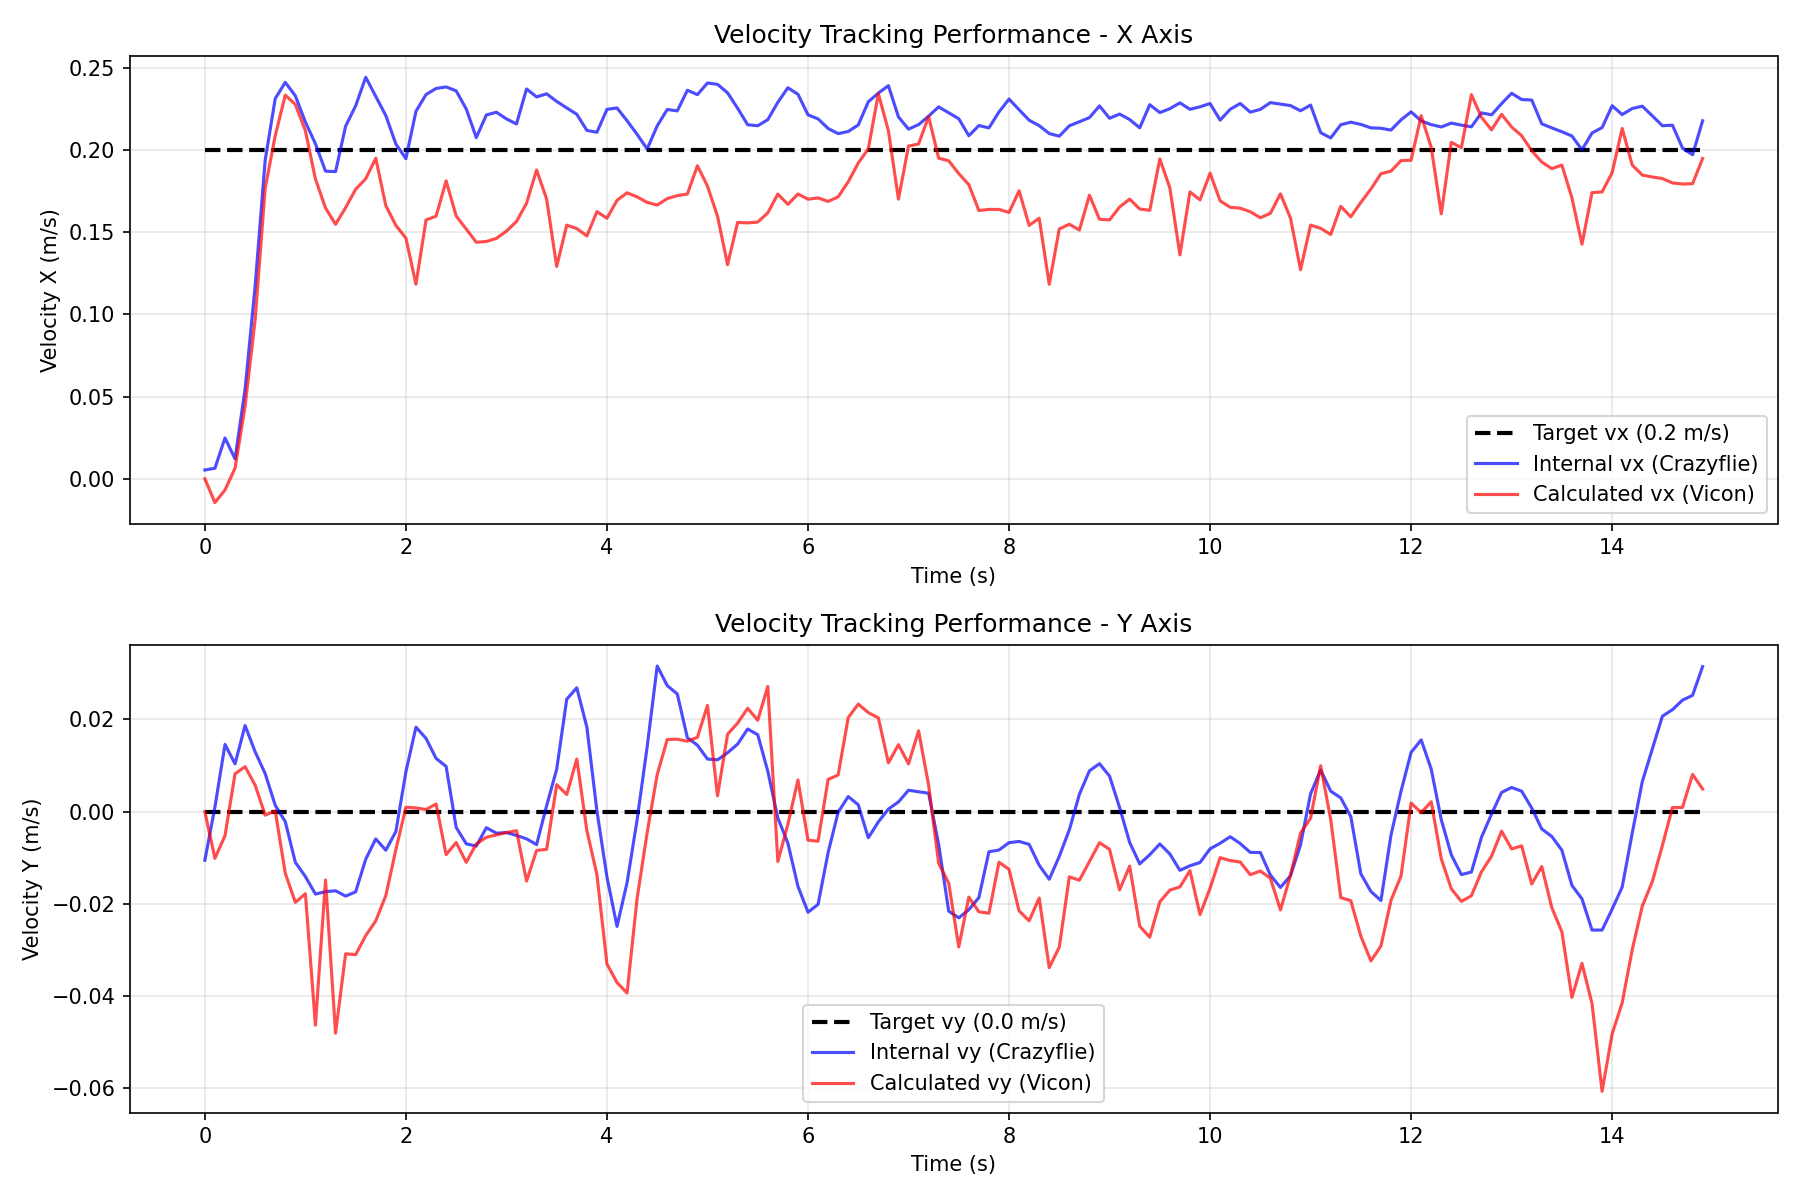 Velocity Tracking Performance - X Axis
Velocity X (m/s)
0.25
0.20
0.15
0.10
0.05
0.00
Target vx (0.2 m/s)
Internal vx (Crazyflie)
Calculated vx (Vicon)
0 2 4 6 8 10 12 14
Time (s)
Velocity Tracking Performance - Y Axis
Velocity Y (m/s)
0.02
0.00
−0.02
−0.04
−0.06
Target vy (0.0 m/s)
Internal vy (Crazyflie)
Calculated vy (Vicon)
0 2 4 6 8 10 12 14
Time (s)